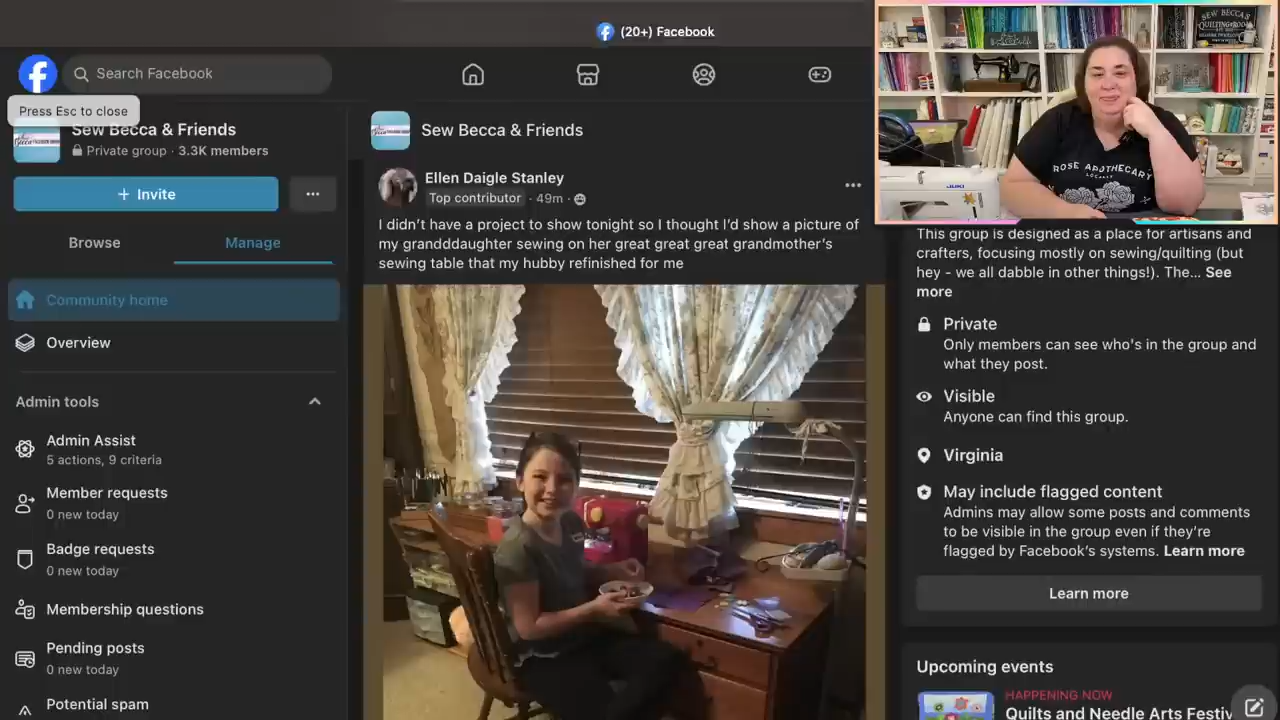 (20+) Facebook
Search Facebook
Press Esc to close
Sew Becca & Friends
Private group · 3.3K members
+ Invite
Browse
Manage
Community home
Overview
Admin tools
Admin Assist
5 actions, 9 criteria
Member requests
0 new today
Badge requests
0 new today
Membership questions
Pending posts
0 new today
Potential spam
Sew Becca & Friends
Ellen Daigle Stanley
Top contributor · 49m ·
I didn't have a project to show tonight so I thought I'd show a picture of
my grandddaughter sewing on her great great great grandmother's
sewing table that my hubby refinished for me
SEW BECCA'S
ROSE APOTHECARY
LOCALLY
JUKI
This group is designed as a place for artisans and
crafters, focusing mostly on sewing/quilting (but
hey - we all dabble in other things!). The... See
more
Private
Only members can see who's in the group and
what they post.
Visible
Anyone can find this group.
Virginia
May include flagged content
Admins may allow some posts and comments
to be visible in the group even if they're
flagged by Facebook's systems. Learn more
Learn more
Upcoming events
HAPPENING NOW
Quilts and Needle Arts Festiv